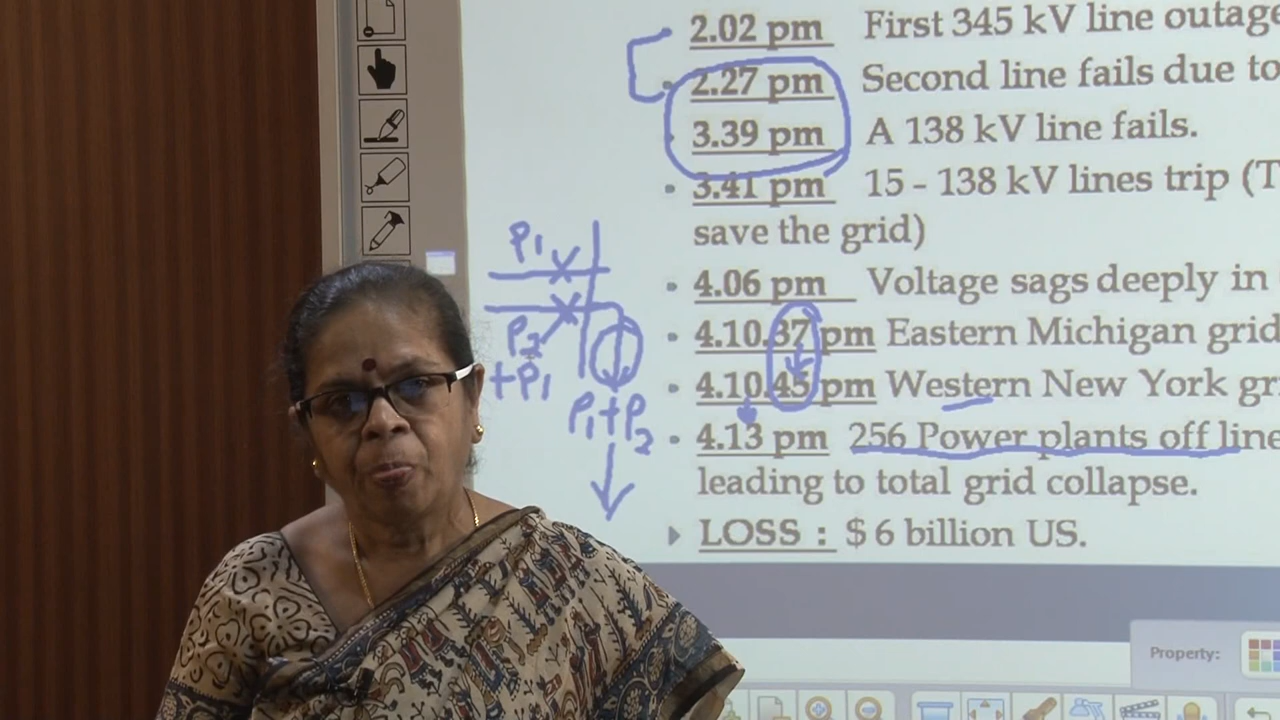 2.02 pm First 345 kV line outage
• 2.27 pm Second line fails due to
• 3.39 pm A 138 kV line fails.
• 3.41 pm 15 - 138 kV lines trip (T
save the grid)
• 4.06 pm Voltage sags deeply in
• 4.10.37 pm Eastern Michigan grid
• 4.10.45 pm Western New York gr
• 4.13 pm 256 Power plants off line
leading to total grid collapse.
LOSS : $ 6 billion US.
P1
P2
+P1
P1+P2
Property: